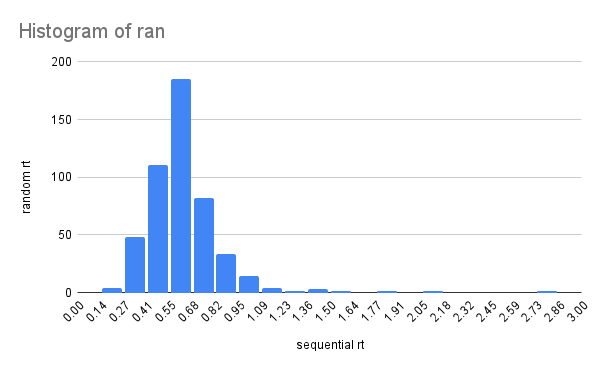 Histogram of ran
200
150
100
50
0
random rt
0.00 0.14 0.27 0.41 0.55 0.68 0.82 0.95 1.09 1.23 1.36 1.50 1.64 1.77 1.91 2.05 2.18 2.32 2.45 2.59 2.73 2.86 3.00
sequential rt